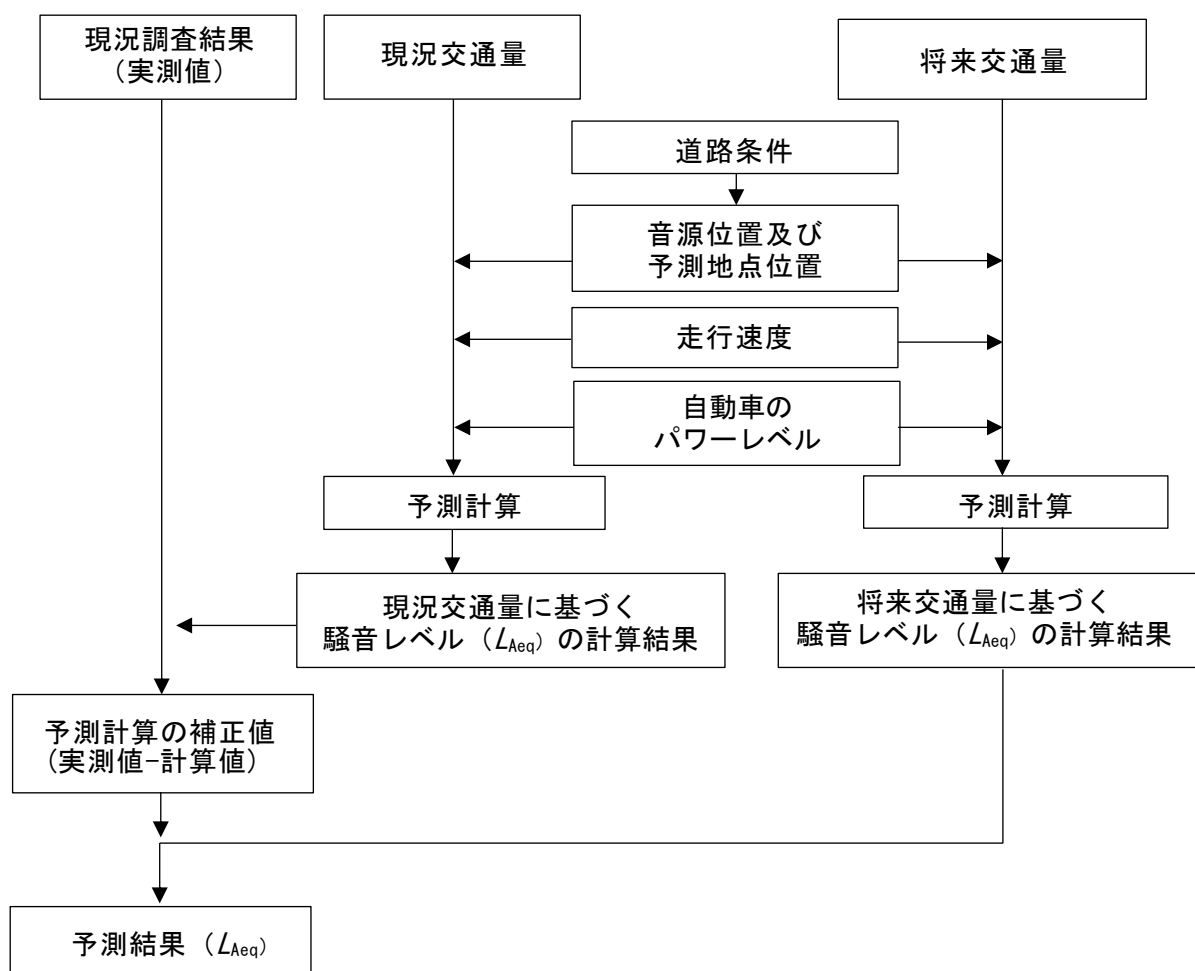 現況調査結果
（実測値）
現況交通量
将来交通量
道路条件
音源位置及び
予測地点位置
走行速度
自動車の
パワーレベル
予測計算
予測計算
現況交通量に基づく
騒音レベル（LAeq）の計算結果
将来交通量に基づく
騒音レベル（LAeq）の計算結果
予測計算の補正値
(実測値-計算値)
予測結果（LAeq）